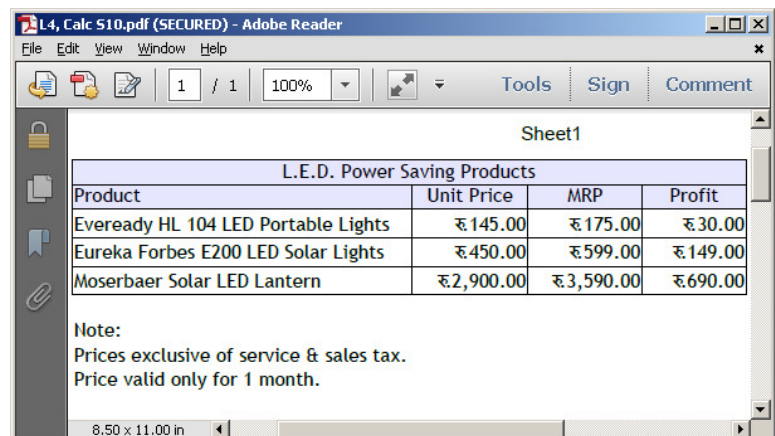 L4, Calc S10.pdf (SECURED) - Adobe Reader
File Edit View Window Help
1 / 1 100% Tools Sign Comment
Sheet1
L.E.D. Power Saving Products
Product Unit Price MRP Profit
Eveready HL 104 LED Portable Lights रु.145.00 रु.175.00 रु.30.00
Eureka Forbes E200 LED Solar Lights रु.450.00 रु.599.00 रु.149.00
Moserbaer Solar LED Lantern रु.2,900.00 रु.3,590.00 रु.690.00
Note:
Prices exclusive of service & sales tax.
Price valid only for 1 month.
8.50 x 11.00 in